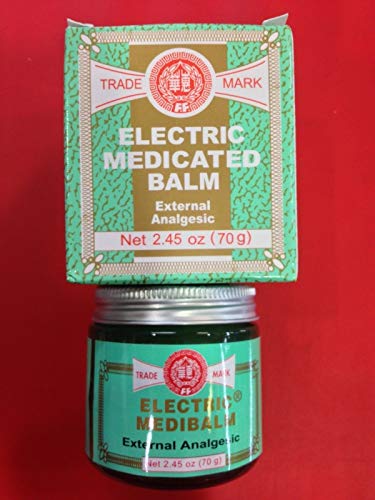 TRADE MARK
F.F.
ELECTRIC
MEDICATED
BALM
External
Analgesic
Net 2.45 oz (70g)
TRADE MARK
F.F
ELECTRIC®
MEDIBALM
External Analgesic
Net 2.45 oz (70 g)